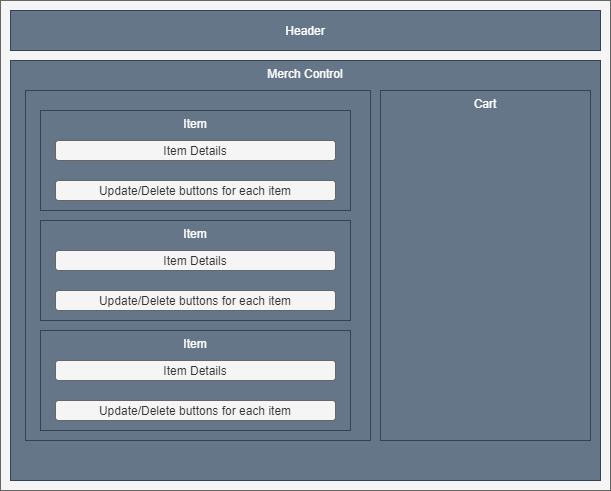 Header
Merch Control
Item
Item Details
Update/Delete buttons for each item
Item
Item Details
Update/Delete buttons for each item
Item
Item Details
Update/Delete buttons for each item
Cart